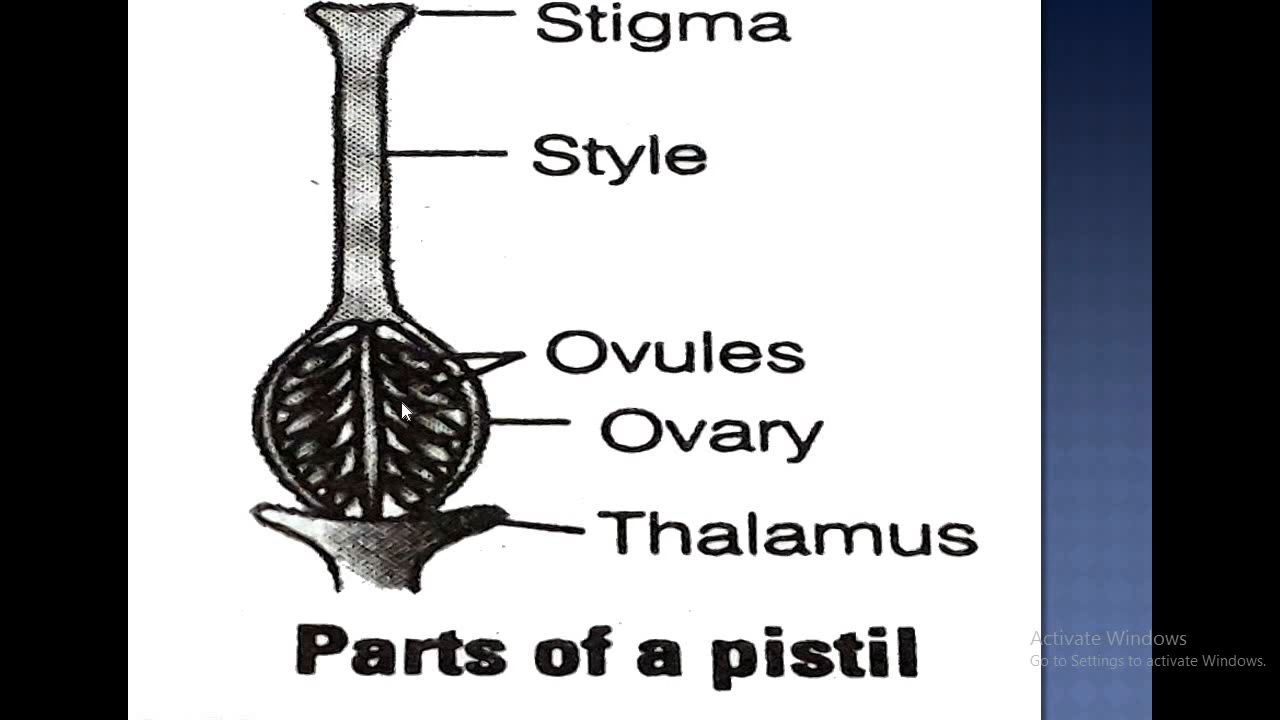 Stigma
Style
Ovules
Ovary
Thalamus
Parts of a pistil
Activate Windows
Go to Settings to activate Windows.